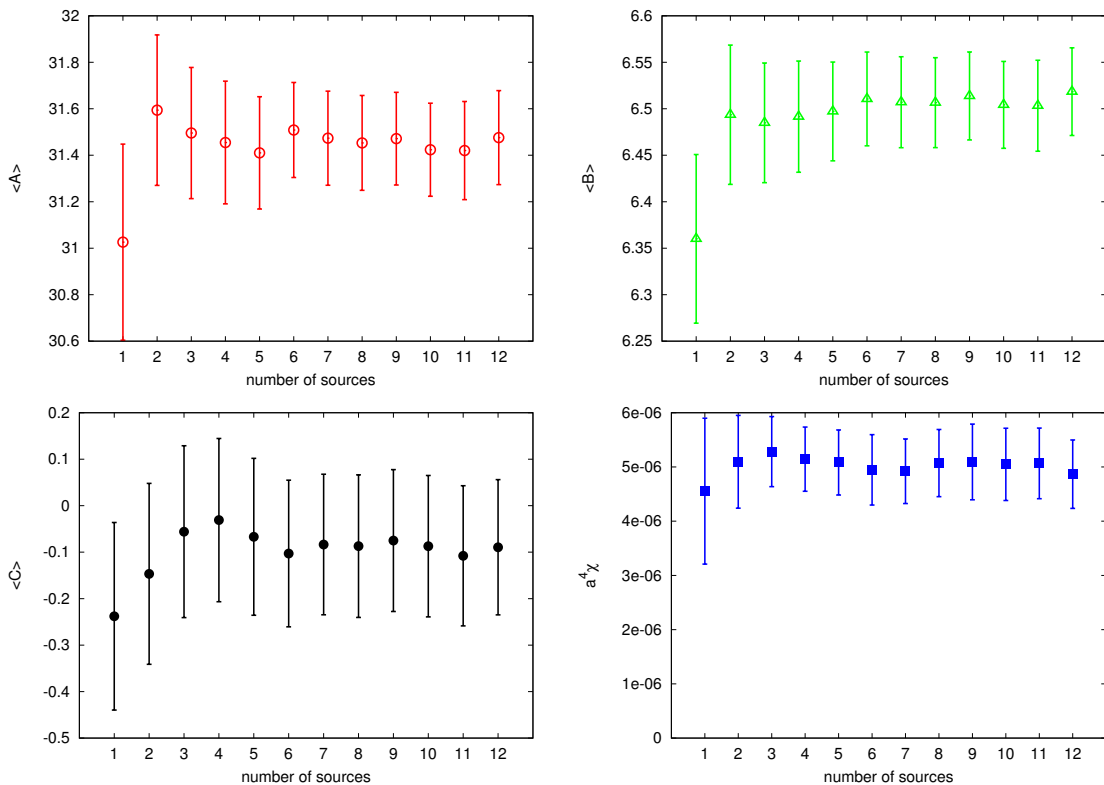 32
31.8
31.6
31.4
31.2
31
30.8
30.6
<A>
1 2 3 4 5 6 7 8 9 10 11 12
number of sources
6.6
6.55
6.5
6.45
6.4
6.35
6.3
6.25
<B>
1 2 3 4 5 6 7 8 9 10 11 12
number of sources
0.2
0.1
0
-0.1
-0.2
-0.3
-0.4
-0.5
<C>
1 2 3 4 5 6 7 8 9 10 11 12
number of sources
6e-06
5e-06
4e-06
3e-06
2e-06
1e-06
0
a⁴χ
1 2 3 4 5 6 7 8 9 10 11 12
number of sources